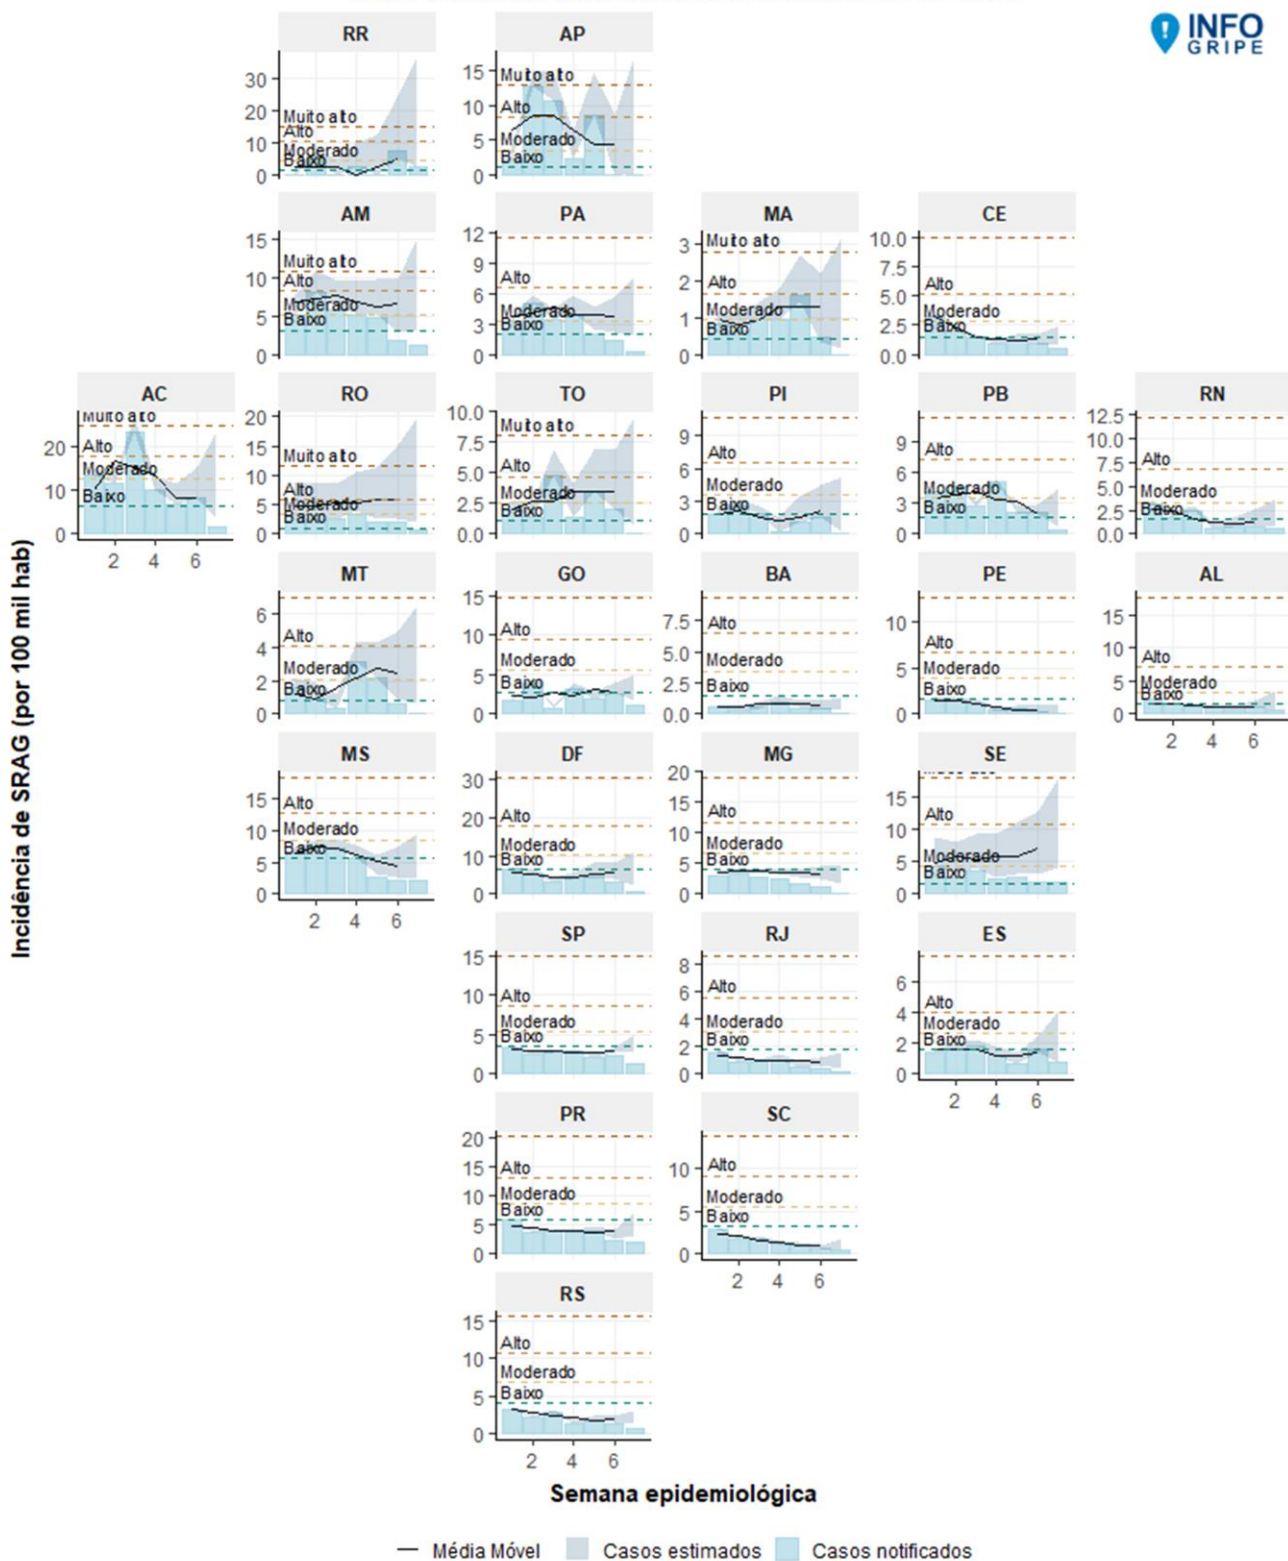 INFO
GRIPE
RR
AP
30
20
10
0
Muito alto
Alto
Moderado
Baixo
15
10
5
0
Muito alto
Alto
Moderado
Baixo
AM
PA
MA
CE
15
10
5
0
Muito alto
Alto
Moderado
Baixo
12
9
6
3
0
Alto
Moderado
Baixo
3
2
1
0
Muito alto
Alto
Moderado
Baixo
10.0
7.5
5.0
2.5
0.0
Alto
Moderado
Baixo
AC
RO
TO
PI
PB
RN
20
10
0
Muito alto
Alto
Moderado
Baixo
2 4 6
20
15
10
5
0
Muito alto
Alto
Moderado
Baixo
10.0
7.5
5.0
2.5
0.0
Muito alto
Alto
Moderado
Baixo
9
6
3
0
Alto
Moderado
Baixo
9
6
3
0
Alto
Moderado
Baixo
12.5
10.0
7.5
5.0
2.5
0.0
Alto
Moderado
Baixo
MT
GO
BA
PE
AL
6
4
2
0
Alto
Moderado
Baixo
15
10
5
0
Alto
Moderado
Baixo
7.5
5.0
2.5
0.0
Alto
Moderado
Baixo
10
5
0
Alto
Moderado
Baixo
15
10
5
0
Alto
Moderado
Baixo
2 4 6
MS
DF
MG
SE
15
10
5
0
Alto
Moderado
Baixo
2 4 6
30
20
10
0
Alto
Moderado
Baixo
20
15
10
5
0
Alto
Moderado
Baixo
15
10
5
0
Alto
Moderado
Baixo
SP
RJ
ES
15
10
5
0
Alto
Moderado
Baixo
8
6
4
2
0
Alto
Moderado
Baixo
6
4
2
0
Alto
Moderado
Baixo
2 4 6
PR
SC
20
15
10
5
0
Alto
Moderado
Baixo
10
5
0
Alto
Moderado
Baixo
2 4 6
RS
15
10
5
0
Alto
Moderado
Baixo
2 4 6
Incidência de SRAG (por 100 mil hab)
Semana epidemiológica
Média Móvel
Casos estimados
Casos notificados